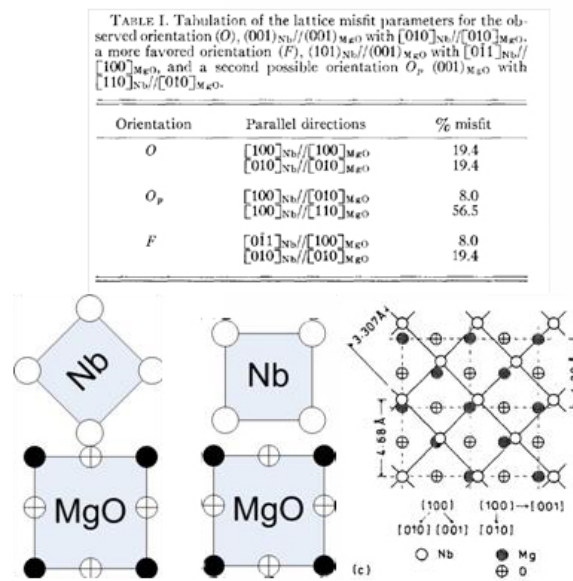 TABLE I. Tabulation of the lattice misfit parameters for the ob-
served orientation (O), (001)Nb//(001)MgO with [010]Nb//[010]MgO,
a more favored orientation (F), (101)Nb//(001)MgO with [01̄1]Nb//
[100]MgO, and a second possible orientation Op (001)MgO with
[110]Nb//[010]MgO.
Orientation Parallel directions % misfit
O [100]Nb//[100]MgO 19.4
[010]Nb//[010]MgO 19.4
Op [100]Nb//[010]MgO 8.0
[100]Nb//[110]MgO 56.5
F [01̄1]Nb//[100]MgO 8.0
[010]Nb//[010]MgO 19.4
Nb
MgO
Nb
MgO
3.307Å
4.68Å
[100] [100]→[001]
[010] [001] [010]
(c) Nb Mg
O